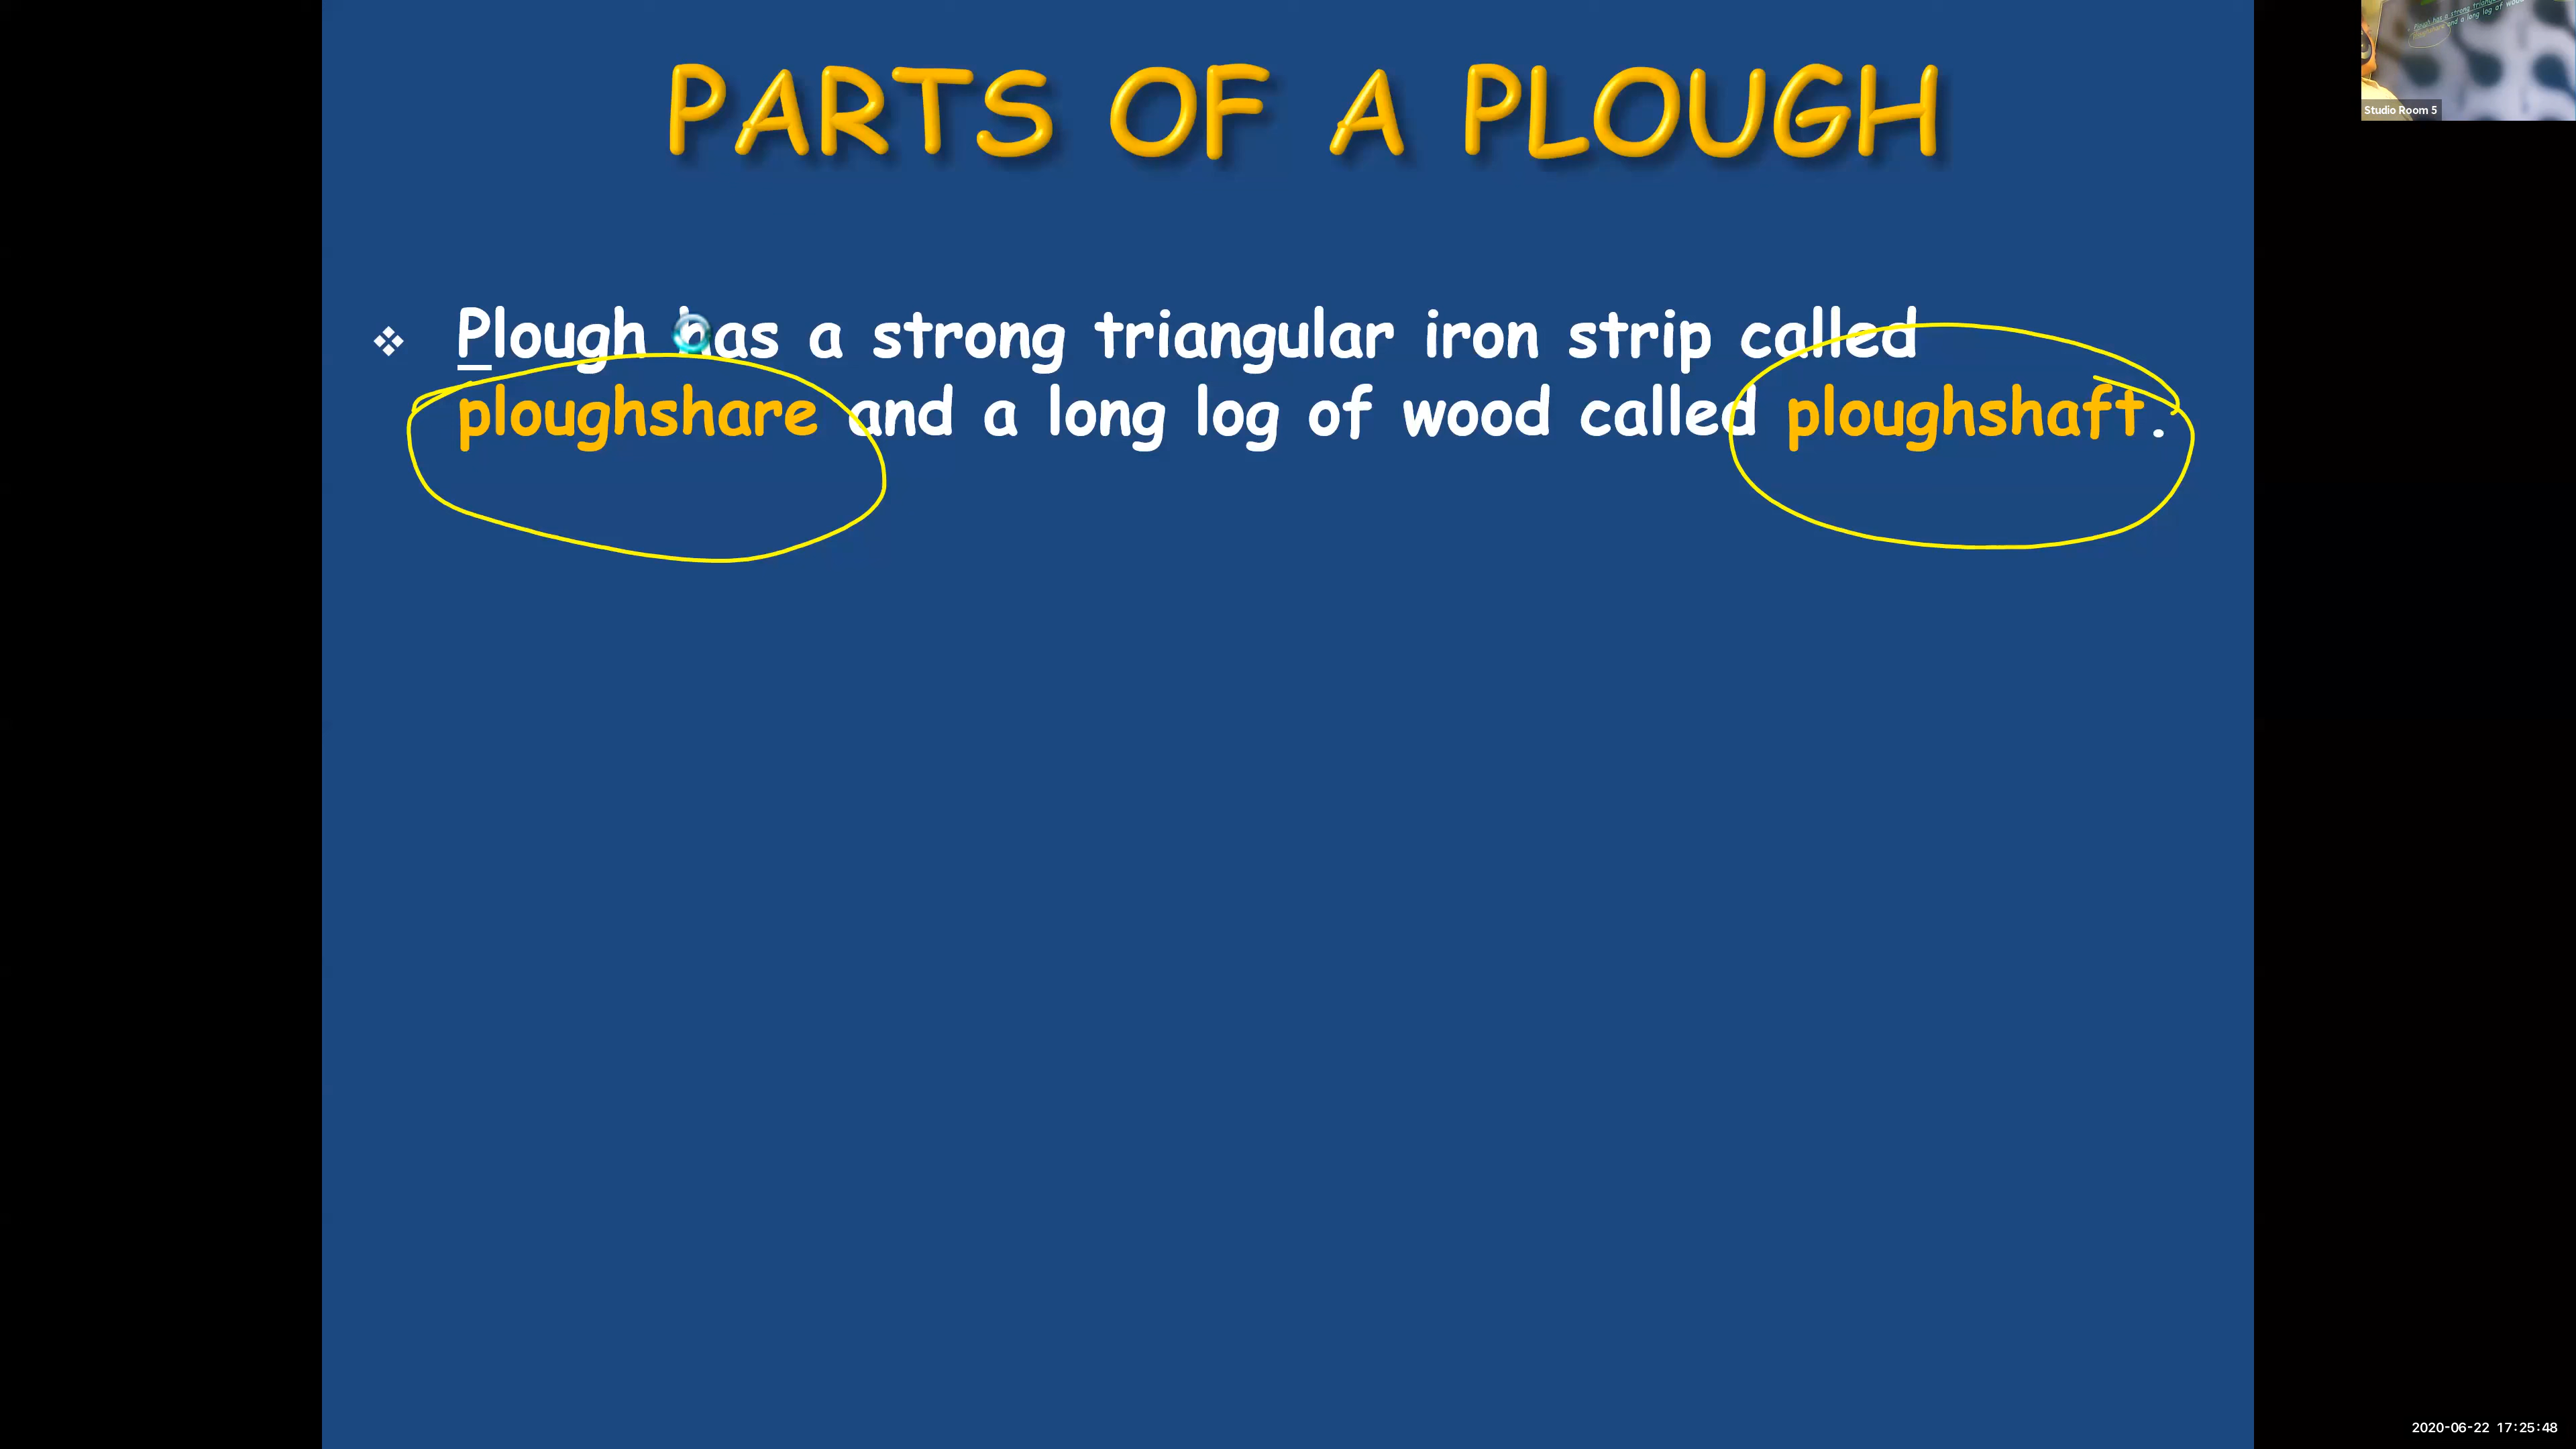 PARTS OF A PLOUGH
❖ Plough has a strong triangular iron strip called
ploughshare and a long log of wood called ploughshaft.
Studio Room 5
2020-06-22 17:25:48